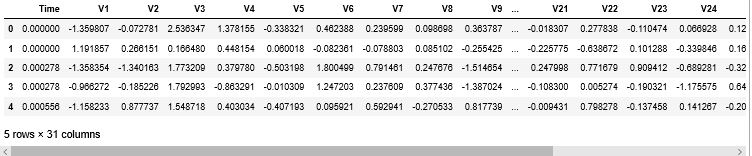 Time V1 V2 V3 V4 V5 V6 V7 V8 V9 ... V21 V22 V23 V24
0 0.000000 -1.359807 -0.072781 2.536347 1.378155 -0.338321 0.462388 0.239599 0.098698 0.363787 ... -0.018307 0.277838 -0.110474 0.066928 0.12
1 0.000000 1.191857 0.266151 0.166480 0.448154 0.060018 -0.082361 -0.078803 0.085102 -0.255425 ... -0.225775 -0.638672 0.101288 -0.339846 0.16
2 0.000278 -1.358354 -1.340163 1.773209 0.379780 -0.503198 1.800499 0.791461 0.247676 -1.514654 ... 0.247998 0.771679 0.909412 -0.689281 -0.32
3 0.000278 -0.966272 -0.185226 1.792993 -0.863291 -0.010309 1.247203 0.237609 0.377436 -1.387024 ... -0.108300 0.005274 -0.190321 -1.175575 0.64
4 0.000556 -1.158233 0.877737 1.548718 0.403034 -0.407193 0.095921 0.592941 -0.270533 0.817739 ... -0.009431 0.798278 -0.137458 0.141267 -0.20
5 rows × 31 columns